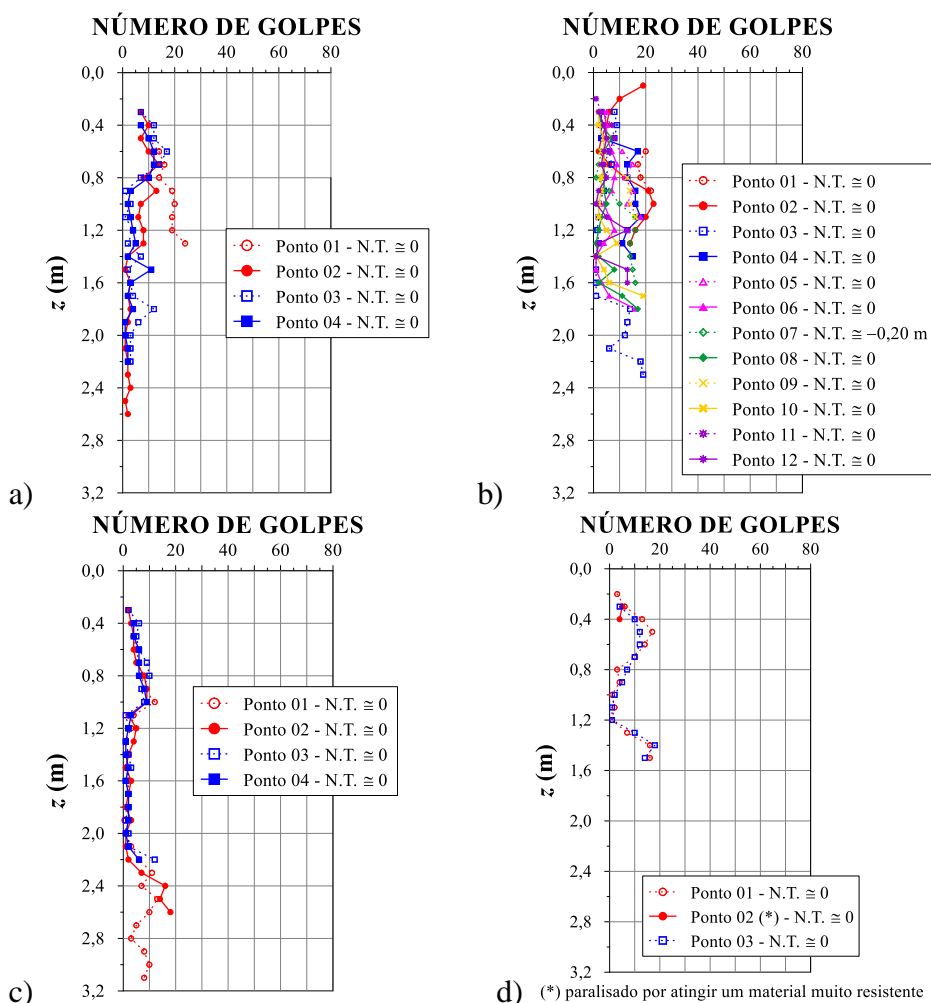 NÚMERO DE GOLPES
0 20 40 60 80
0,0
0,4
0,8
1,2
1,6
2,0
2,4
2,8
3,2
z (m)
Ponto 01 - N.T. ≅ 0
Ponto 02 - N.T. ≅ 0
Ponto 03 - N.T. ≅ 0
Ponto 04 - N.T. ≅ 0
a)
NÚMERO DE GOLPES
0 20 40 60 80
0,0
0,4
0,8
1,2
1,6
2,0
2,4
2,8
3,2
z (m)
Ponto 01 - N.T. ≅ 0
Ponto 02 - N.T. ≅ 0
Ponto 03 - N.T. ≅ 0
Ponto 04 - N.T. ≅ 0
Ponto 05 - N.T. ≅ 0
Ponto 06 - N.T. ≅ 0
Ponto 07 - N.T. ≅ −0,20 m
Ponto 08 - N.T. ≅ 0
Ponto 09 - N.T. ≅ 0
Ponto 10 - N.T. ≅ 0
Ponto 11 - N.T. ≅ 0
Ponto 12 - N.T. ≅ 0
b)
NÚMERO DE GOLPES
0 20 40 60 80
0,0
0,4
0,8
1,2
1,6
2,0
2,4
2,8
3,2
z (m)
Ponto 01 - N.T. ≅ 0
Ponto 02 - N.T. ≅ 0
Ponto 03 - N.T. ≅ 0
Ponto 04 - N.T. ≅ 0
c)
NÚMERO DE GOLPES
0 20 40 60 80
0,0
0,4
0,8
1,2
1,6
2,0
2,4
2,8
3,2
z (m)
Ponto 01 - N.T. ≅ 0
Ponto 02 (*) - N.T. ≅ 0
Ponto 03 - N.T. ≅ 0
d)
(*) paralisado por atingir um material muito resistente